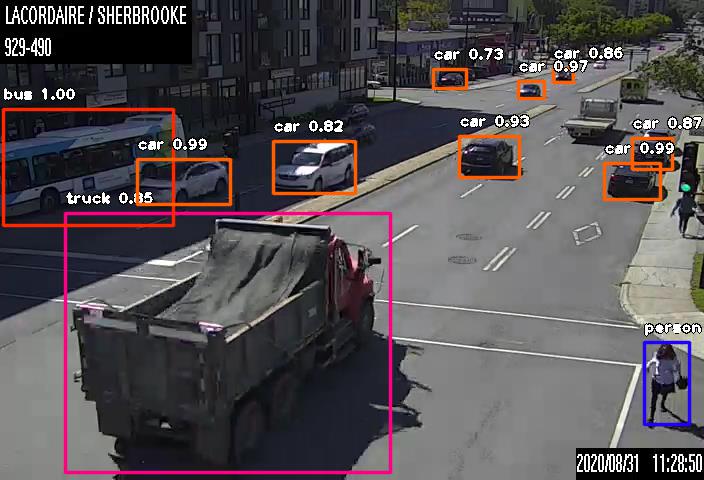 LACORDAIRE / SHERBROOKE
929-490
car 0.73
car 0.86
car 0.97
bus 1.00
car 0.99
car 0.82
car 0.93
car 0.87
car 0.99
truck 0.85
person
2020/08/31 11:28:50